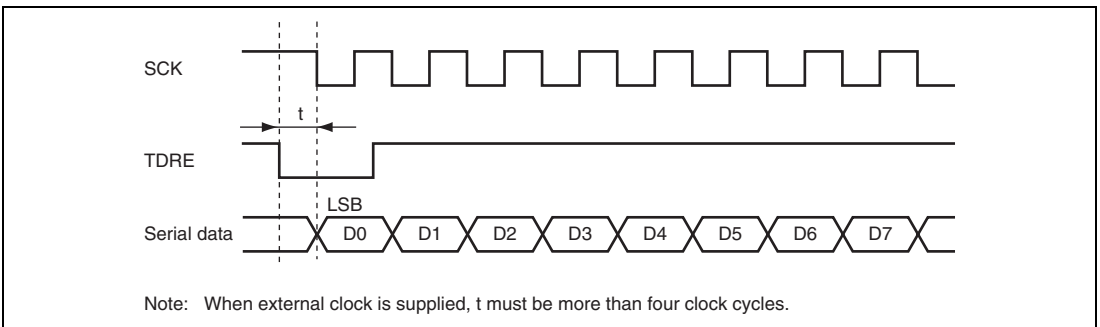 SCK
t
TDRE
LSB
Serial data D0 D1 D2 D3 D4 D5 D6 D7
Note: When external clock is supplied, t must be more than four clock cycles.